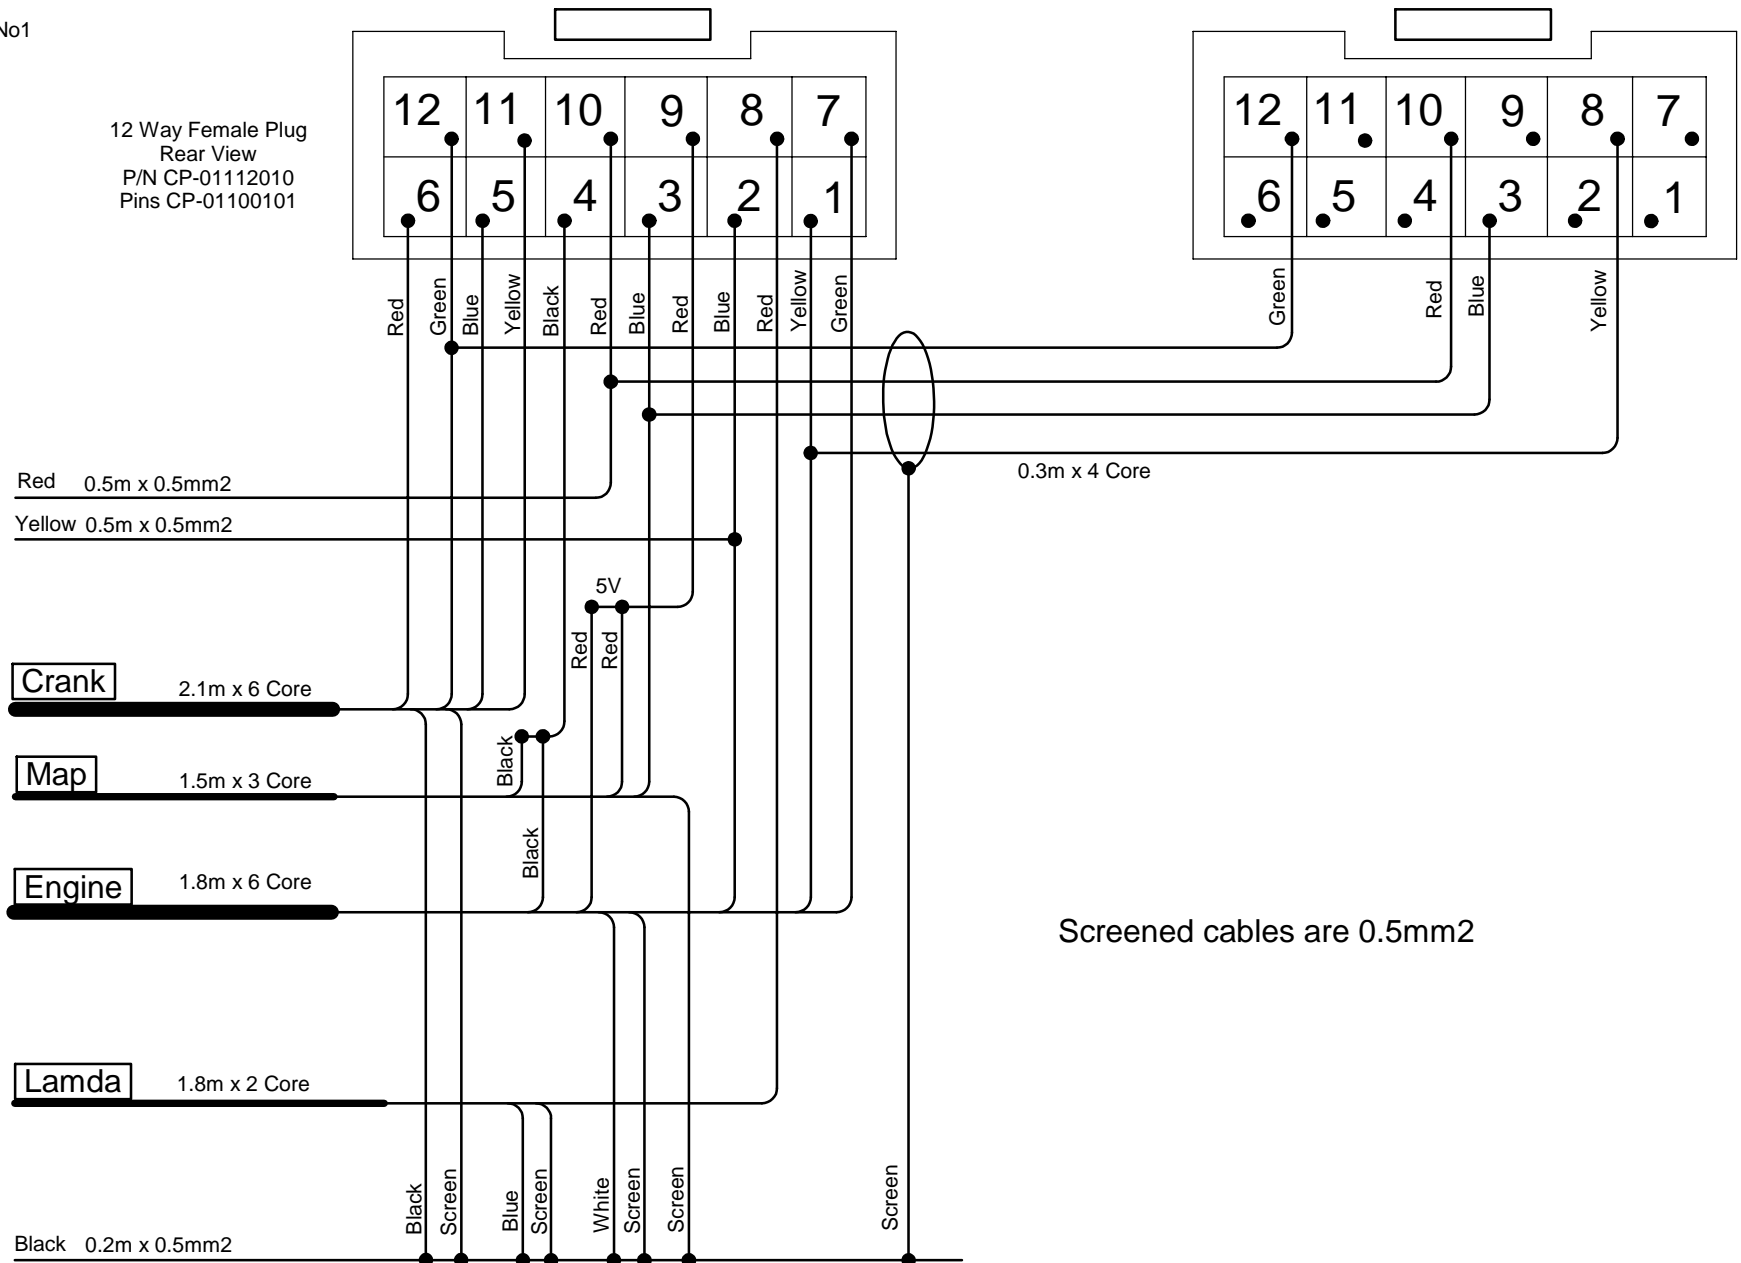 No1
12 Way Female Plug
Rear View
P/N CP-01112010
Pins CP-01100101
12 11 10 9 8 7
6 5 4 3 2 1
12 11 10 9 8 7
6 5 4 3 2 1
Red
Green
Blue
Yellow
Black
Red
Blue
Red
Blue
Red
Yellow
Green
Green
Red
Blue
Yellow
0.3m x 4 Core
Red 0.5m x 0.5mm2
Yellow 0.5m x 0.5mm2
5V
Red
Red
Crank
2.1m x 6 Core
Black
Map
1.5m x 3 Core
Black
Engine
1.8m x 6 Core
Screened cables are 0.5mm2
Lamda
1.8m x 2 Core
Black
Screen
Blue
Screen
White
Screen
Screen
Screen
Black 0.2m x 0.5mm2